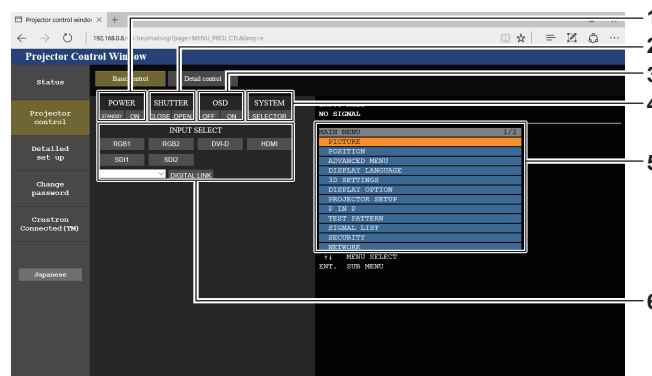 Projector control windov × +
192.168.0.8/cgi-bin/main.cgi?page=MENU_PROJ_CTL&lang=e
Projector Control Window
Status
Projector control
Detailed set up
Change password
Crestron Connected(TM)
Japanese
Basic control
Detail control
POWER
STANDBY ON
SHUTTER
CLOSE OPEN
OSD
OFF ON
SYSTEM
SELECTOR
INPUT SELECT
RGB1 RGB2 DVI-D HDMI
SDI1 SDI2
DIGITAL LINK
NO SIGNAL
MAIN MENU 1/2
PICTURE
POSITION
ADVANCED MENU
DISPLAY LANGUAGE
3D SETTINGS
DISPLAY OPTION
PROJECTOR SETUP
P IN P
TEST PATTERN
SIGNAL LIST
SECURITY
NETWORK
↑↓ MENU SELECT
ENT. SUB MENU
1
2
3
4
5
6